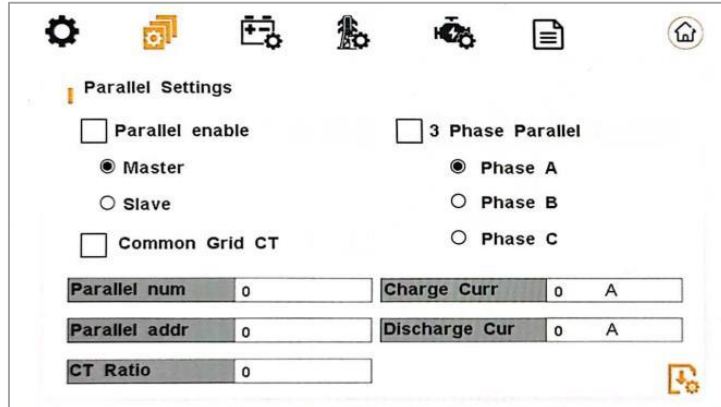 Parallel Settings
Parallel enable
3 Phase Parallel
Master
Phase A
Slave
Phase B
Common Grid CT
Phase C
Parallel num 0
Charge Curr 0 A
Parallel addr 0
Discharge Cur 0 A
CT Ratio 0